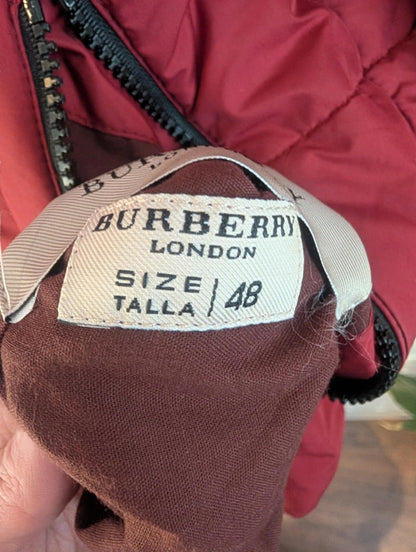 BURBERRY
LONDON
SIZE
TALLA | 48